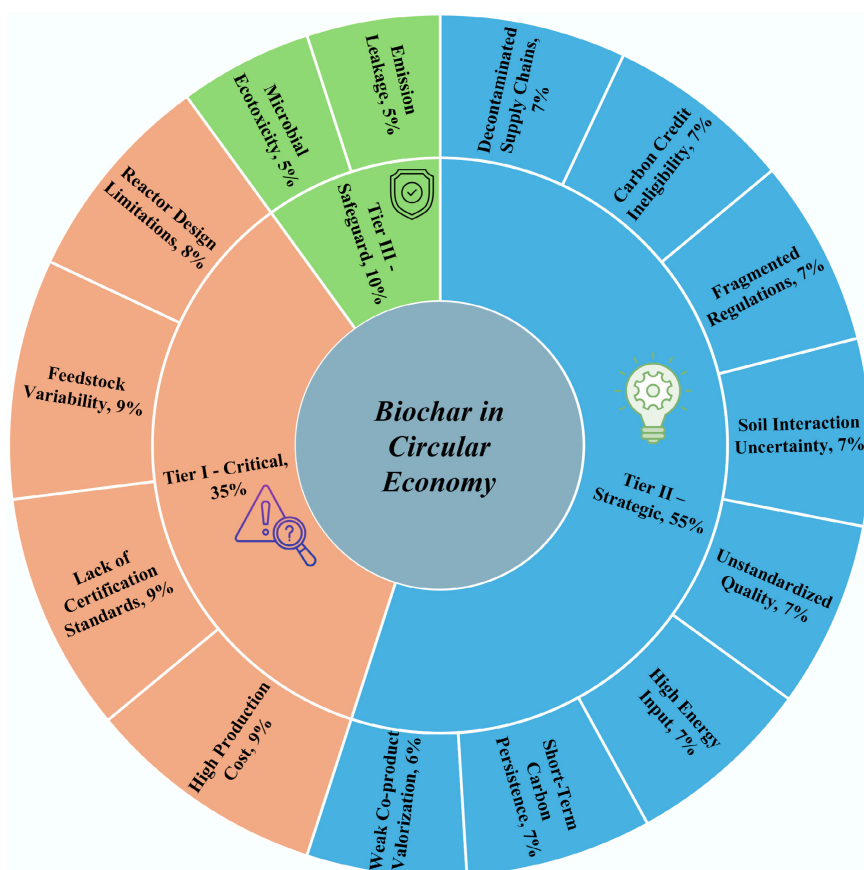 Biochar in
Circular
Economy
Tier II –
Strategic, 55%
Decontaminated
Supply Chains,
7%
Carbon Credit
Ineligibility, 7%
Fragmented
Regulations, 7%
Soil Interaction
Uncertainty, 7%
Unstandardized
Quality, 7%
High Energy
Input, 7%
Short-Term
Carbon
Persistence, 7%
Weak Co-product
Valorization, 6%
Tier I - Critical,
35%
High Production
Cost, 9%
Lack of
Certification
Standards, 9%
Feedstock
Variability, 9%
Reactor Design
Limitations, 8%
Tier III -
Safeguard, 10%
Microbial
Ecotoxicity, 5%
Emission
Leakage, 5%
?